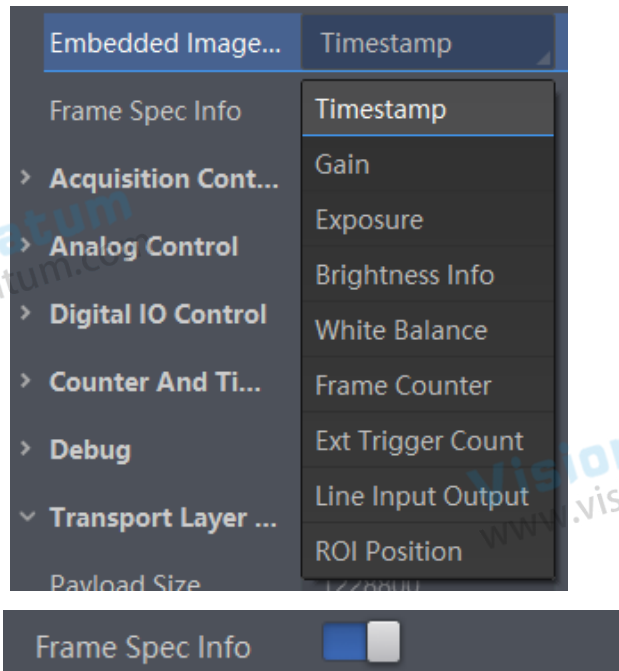 Embedded Image... Timestamp
Frame Spec Info Timestamp
Gain
> Acquisition Cont...
Exposure
> Analog Control
Brightness Info
> Digital IO Control
White Balance
> Counter And Ti...
Frame Counter
> Debug
Ext Trigger Count
Line Input Output
Transport Layer ...
ROI Position
Payload Size 1228800
Frame Spec Info